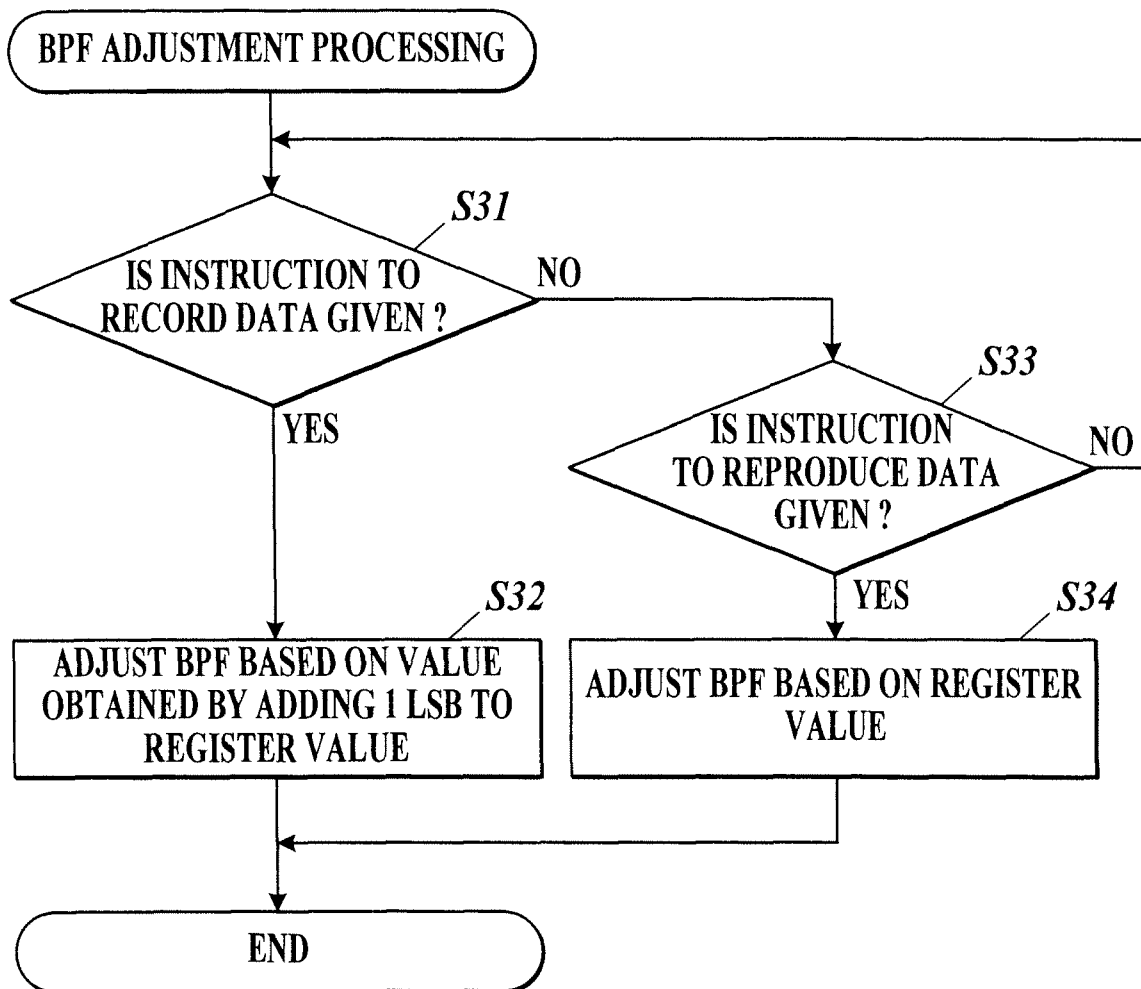 BPF ADJUSTMENT PROCESSING
S31
IS INSTRUCTION TO
RECORD DATA GIVEN ?
NO
YES
S33
IS INSTRUCTION
TO REPRODUCE DATA
GIVEN ?
NO
YES
S32
ADJUST BPF BASED ON VALUE
OBTAINED BY ADDING 1 LSB TO
REGISTER VALUE
S34
ADJUST BPF BASED ON REGISTER
VALUE
END